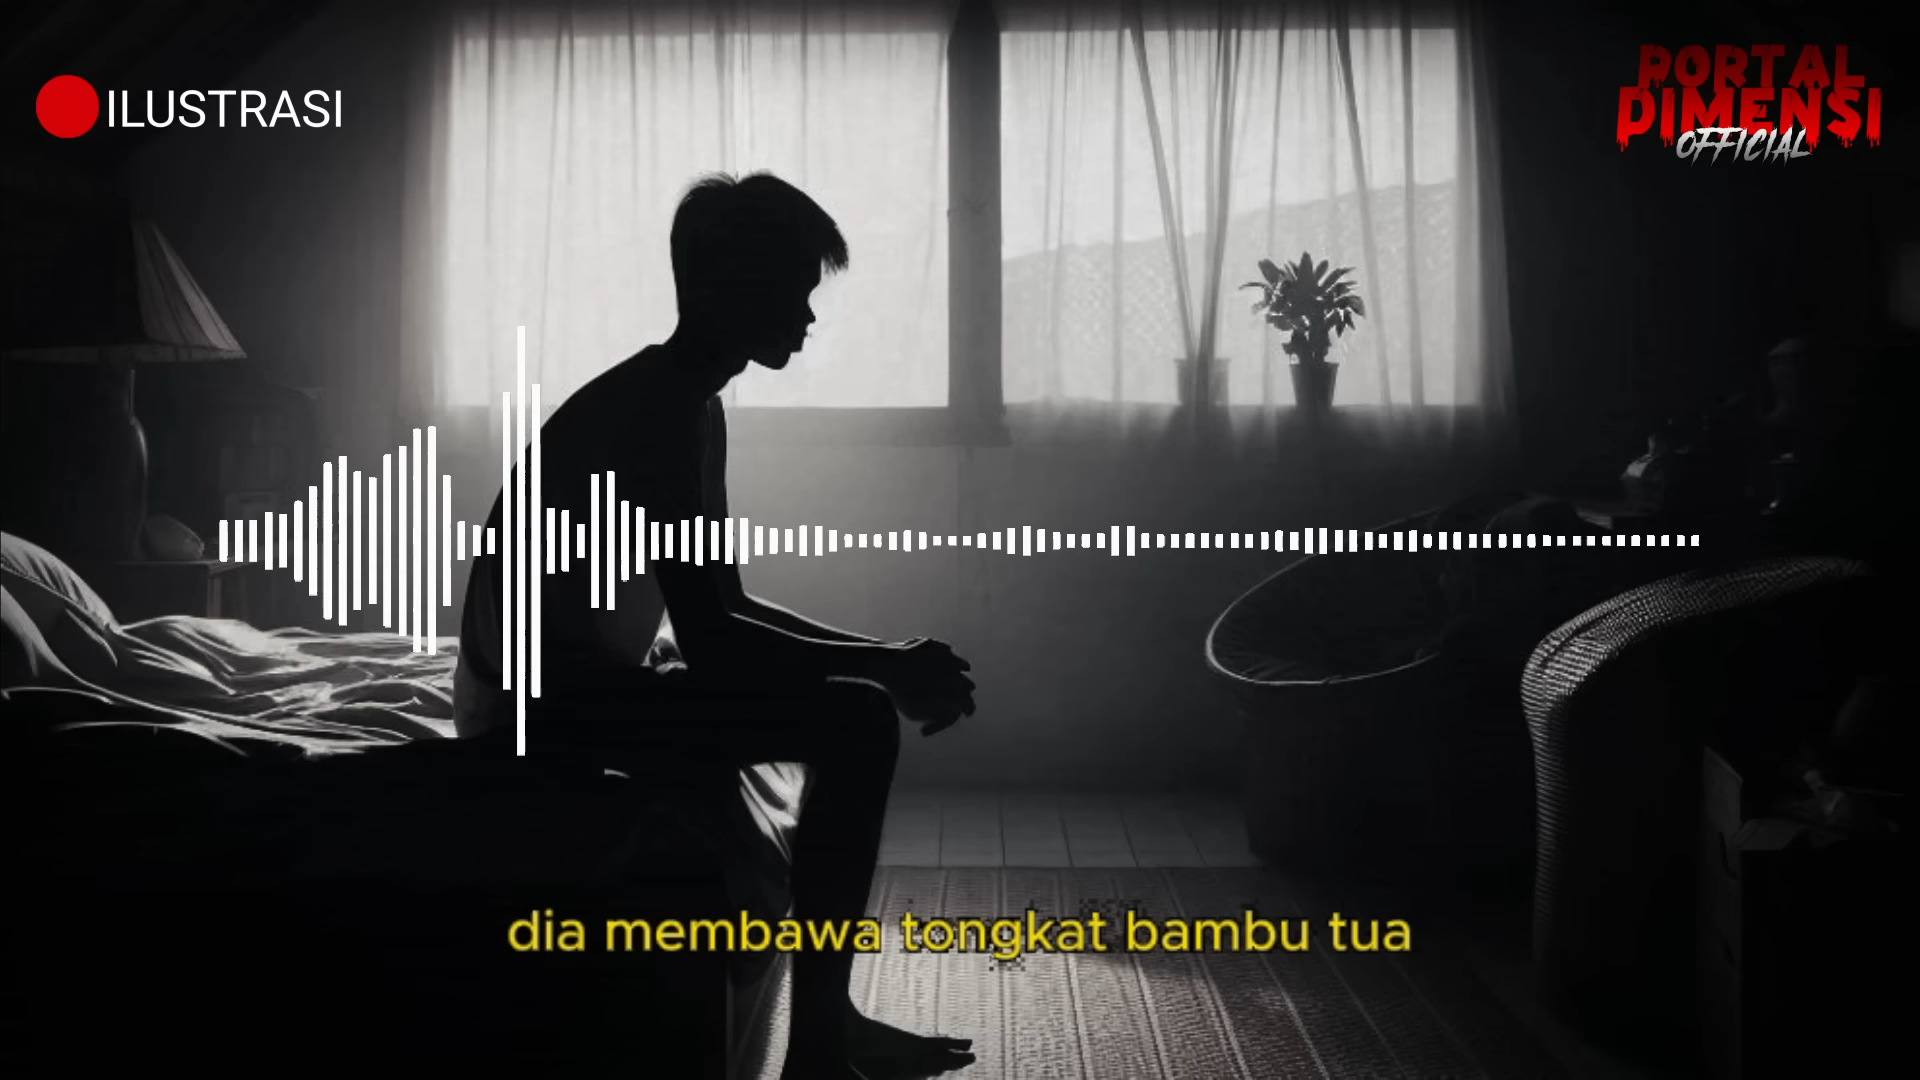 ILUSTRASI
PORTAL
DIMENSI
OFFICIAL
dia membawa tongkat bambu tua